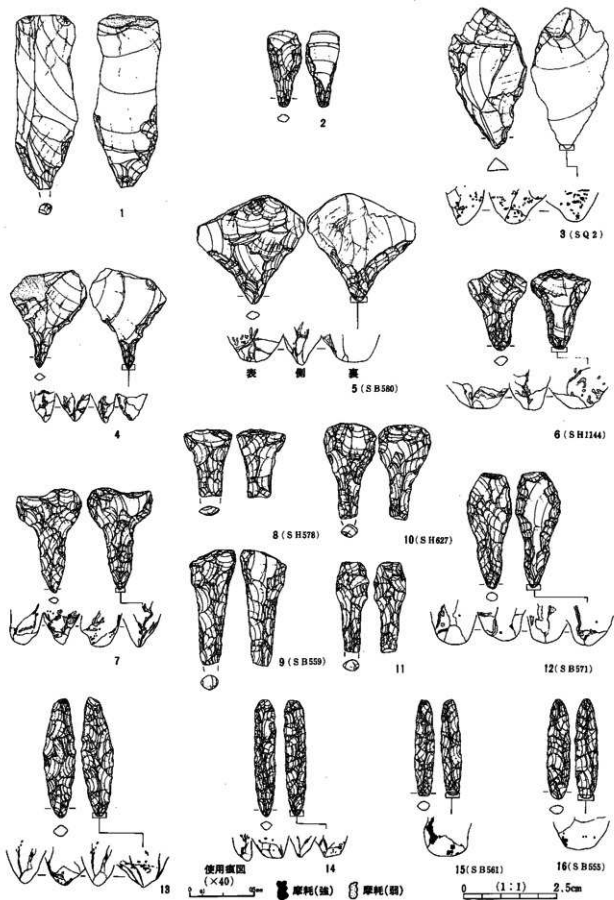 1
2
3(SQ2)
4
表 側 裏
5(SB580)
6(SH1144)
7
8(SH578)
9(SB559)
10(SH627)
11
12(SB571)
13
14
15(SB561)
16(SB555)
使用痕図
(×40)
摩耗(強) 摩耗(弱)
0 (1:1) 2.5cm